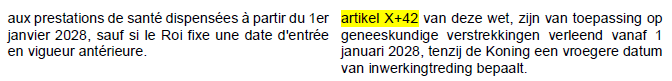 aux prestations de santé dispensées à partir du 1er
janvier 2028, sauf si le Roi fixe une date d'entrée
en vigueur antérieure.
artikel X+42 van deze wet, zijn van toepassing op
geneeskundige verstrekkingen verleend vanaf 1
januari 2028, tenzij de Koning een vroegere datum
van inwerkingtreding bepaalt.